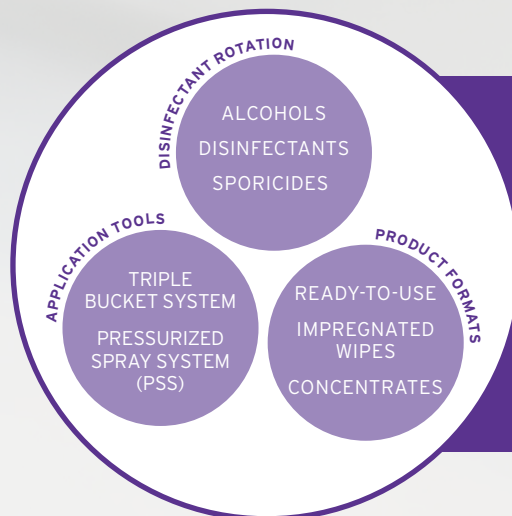 DISINFECTANT ROTATION
ALCOHOLS
DISINFECTANTS
SPORICIDES
APPLICATION TOOLS
TRIPLE
BUCKET SYSTEM
PRESSURIZED
SPRAY SYSTEM
(PSS)
PRODUCT FORMATS
READY-TO-USE
IMPREGNATED
WIPES
CONCENTRATES